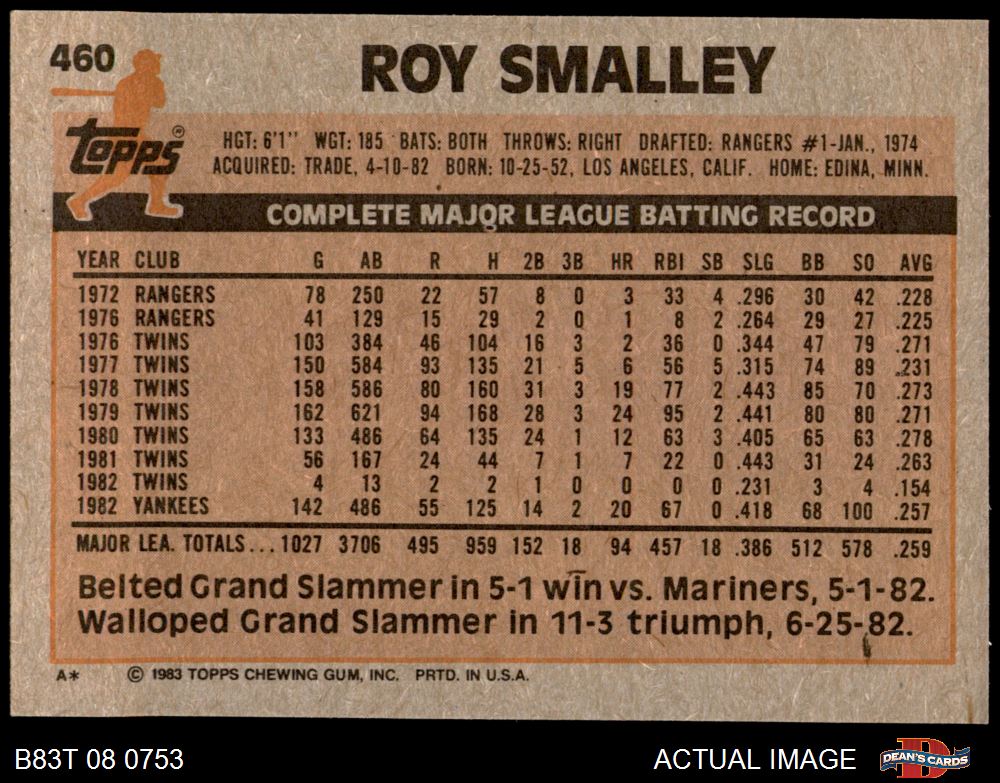 460
ROY SMALLEY
Topps®
HGT: 6'1'' WGT: 185 BATS: BOTH THROWS: RIGHT DRAFTED: RANGERS #1-JAN., 1974
ACQUIRED: TRADE, 4-10-82 BORN: 10-25-52, LOS ANGELES, CALIF. HOME: EDINA, MINN.
COMPLETE MAJOR LEAGUE BATTING RECORD
YEAR CLUB G AB R H 2B 3B HR RBI SB SLG BB SO AVG
1972 RANGERS 78 250 22 57 8 0 3 33 4 .296 30 42 .228
1976 RANGERS 41 129 15 29 2 0 1 8 2 .264 29 27 .225
1976 TWINS 103 384 46 104 16 3 2 36 0 .344 47 79 .271
1977 TWINS 150 584 93 135 21 5 6 56 5 .315 74 89 .231
1978 TWINS 158 586 80 160 31 3 19 77 2 .443 85 70 .273
1979 TWINS 162 621 94 168 28 3 24 95 2 .441 80 80 .271
1980 TWINS 133 486 64 135 24 1 12 63 3 .405 65 63 .278
1981 TWINS 56 167 24 44 7 1 7 22 0 .443 31 24 .263
1982 TWINS 4 13 2 2 1 0 0 0 0 .231 3 4 .154
1982 YANKEES 142 486 55 125 14 2 20 67 0 .418 68 100 .257
MAJOR LEA. TOTALS... 1027 3706 495 959 152 18 94 457 18 .386 512 578 .259
Belted Grand Slammer in 5-1 win vs. Mariners, 5-1-82.
Walloped Grand Slammer in 11-3 triumph, 6-25-82.
A* © 1983 TOPPS CHEWING GUM, INC. PRTD. IN U.S.A.
B83T 08 0753 ACTUAL IMAGE D DEAN'S CARDS